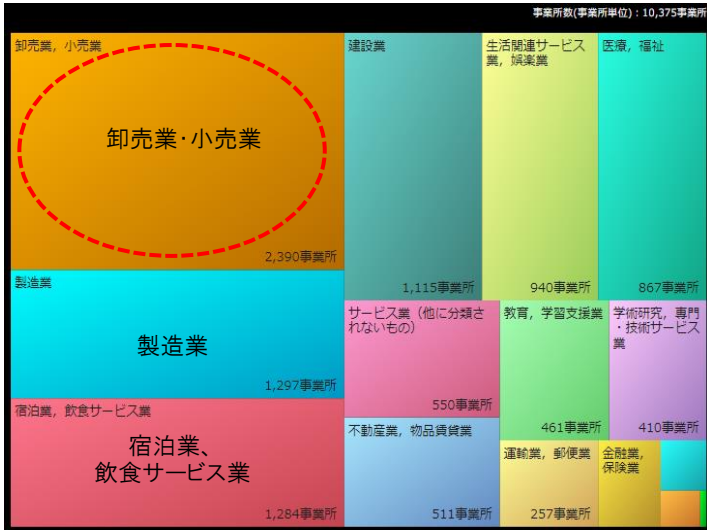 事業所数(事業所単位)：10,375事業所
卸売業，小売業
卸売業・小売業
2,390事業所
製造業
製造業
1,297事業所
宿泊業，飲食サービス業
宿泊業、
飲食サービス業
1,284事業所
建設業
1,115事業所
生活関連サービス
業，娯楽業
940事業所
医療，福祉
867事業所
サービス業（他に分類さ
れないもの）
550事業所
教育，学習支援業
461事業所
学術研究，専門
・技術サービス
業
410事業所
不動産業，物品賃貸業
511事業所
運輸業，郵便業
257事業所
金融業，
保険業